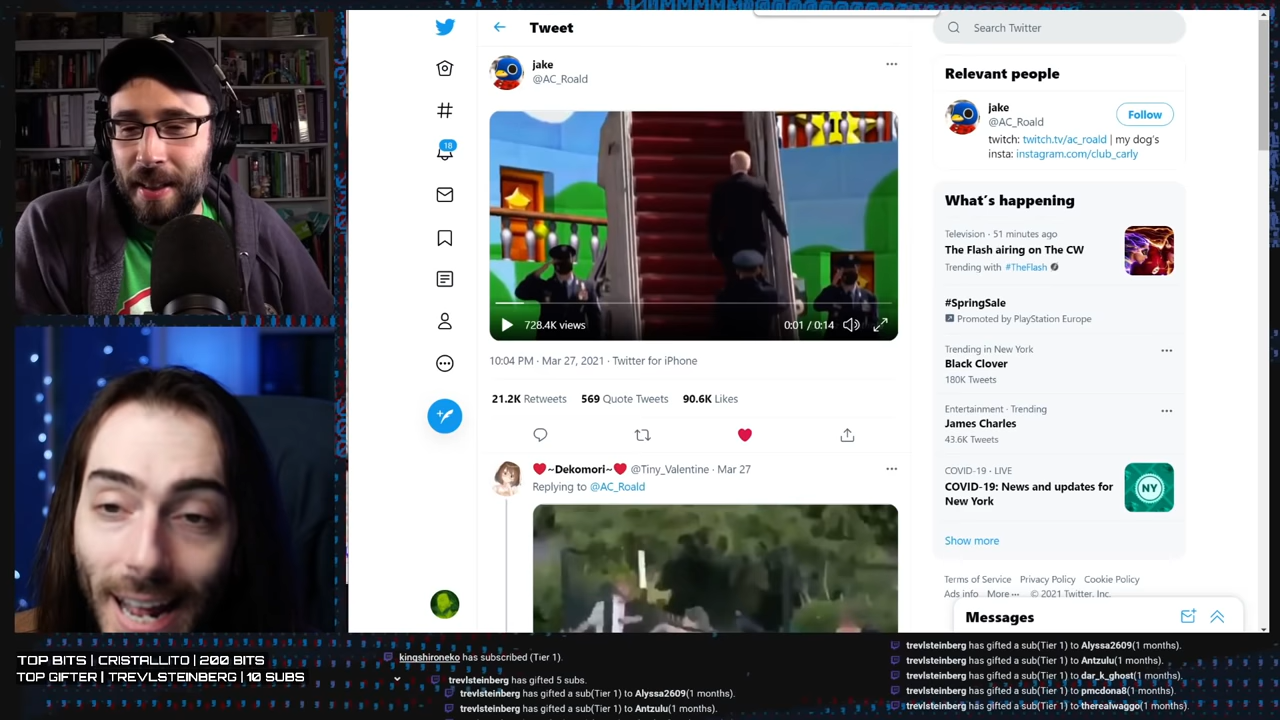 Tweet
jake
@AC_Roald
728.4K views
0:01 / 0:14
10:04 PM · Mar 27, 2021 · Twitter for iPhone
21.2K Retweets 569 Quote Tweets 90.6K Likes
❤️~Dekomori~❤️ @Tiny_Valentine · Mar 27
Replying to @AC_Roald
18
Search Twitter
Relevant people
jake
@AC_Roald
Follow
twitch: twitch.tv/ac_roald | my dog's
insta: instagram.com/club_carly
What's happening
Television · 51 minutes ago
The Flash airing on The CW
Trending with #TheFlash
#SpringSale
Promoted by PlayStation Europe
Trending in New York
Black Clover
180K Tweets
Entertainment · Trending
James Charles
43.6K Tweets
COVID-19 · LIVE
COVID-19: News and updates for
New York
NY
Show more
Terms of Service Privacy Policy Cookie Policy
Ads info More ··· © 2021 Twitter, Inc.
Messages
TOP BITS | CRISTALLITO | 200 BITS
TOP GIFTER | TREVLSTEINBERG | 10 SUBS
kingshironeko has subscribed (Tier 1).
trevlsteinberg has gifted 5 subs.
trevlsteinberg has gifted a sub(Tier 1) to Alyssa2609(1 months).
trevlsteinberg has gifted a sub(Tier 1) to Antzulu(1 months).
trevlsteinberg has gifted a sub(Tier 1) to Alyssa2609(1 months).
trevlsteinberg has gifted a sub(Tier 1) to Antzulu(1 months).
trevlsteinberg has gifted a sub(Tier 1) to dar_k_ghost(1 months).
trevlsteinberg has gifted a sub(Tier 1) to pmcdona8(1 months).
trevlsteinberg has gifted a sub(Tier 1) to therealwaggo(1 months).